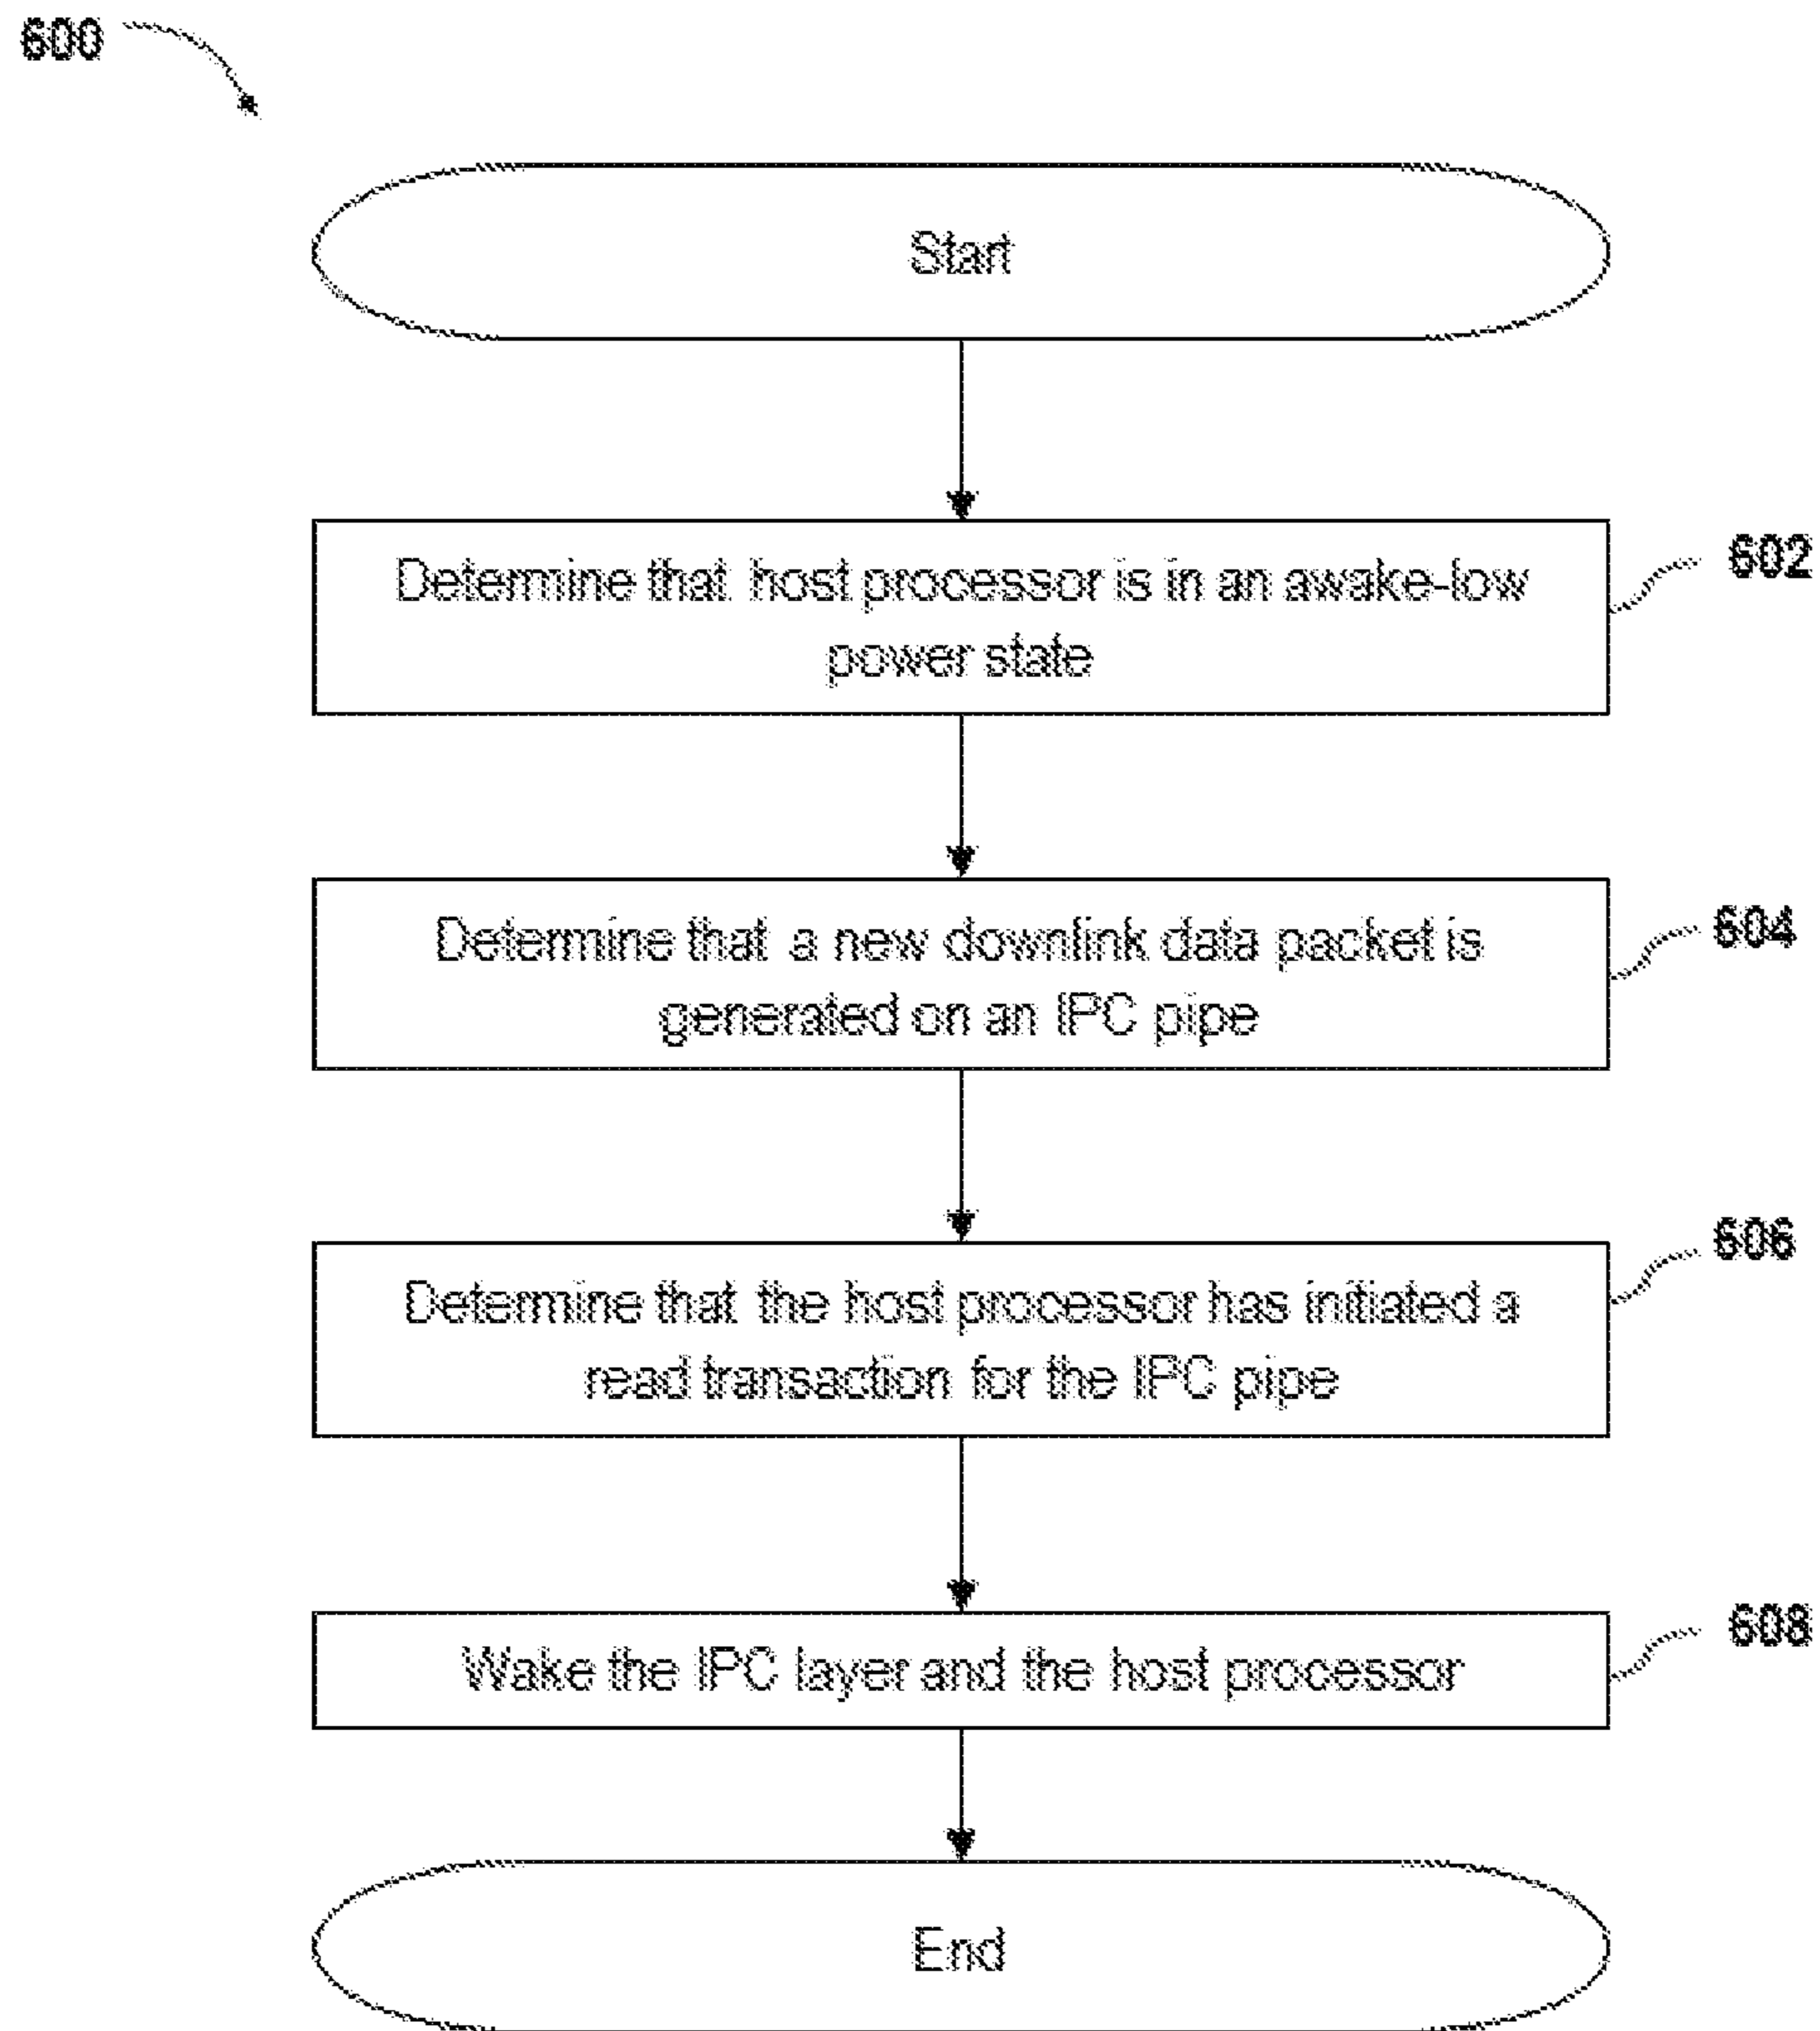 600
Start
Determine that host processor is in an awake-low
power state
602
Determine that a new downlink data packet is
generated on an IPC pipe
604
Determine that the host processor has initiated a
read transaction for the IPC pipe
606
Wake the IPC layer and the host processor
608
End